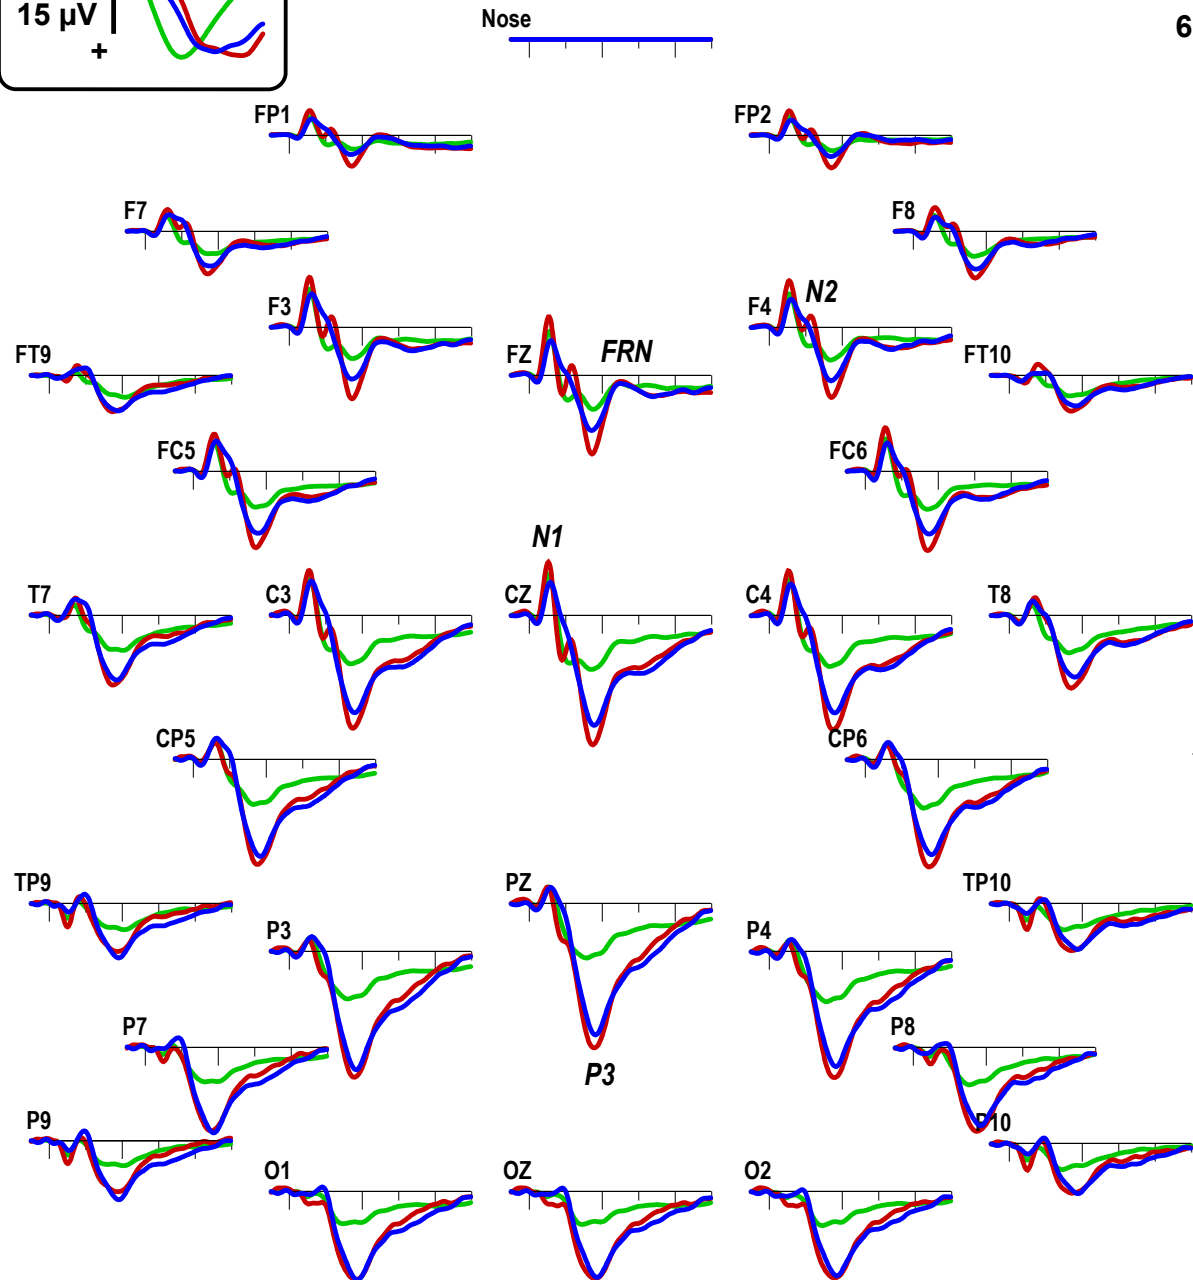 15 µV
+
Nose
6
FP1
FP2
F7
F8
F3
F4
N2
FT9
FZ
FRN
FT10
FC5
FC6
N1
T7
C3
CZ
C4
T8
CP5
CP6
TP9
PZ
TP10
P3
P4
P7
P8
P3
P9
P10
O1
OZ
O2